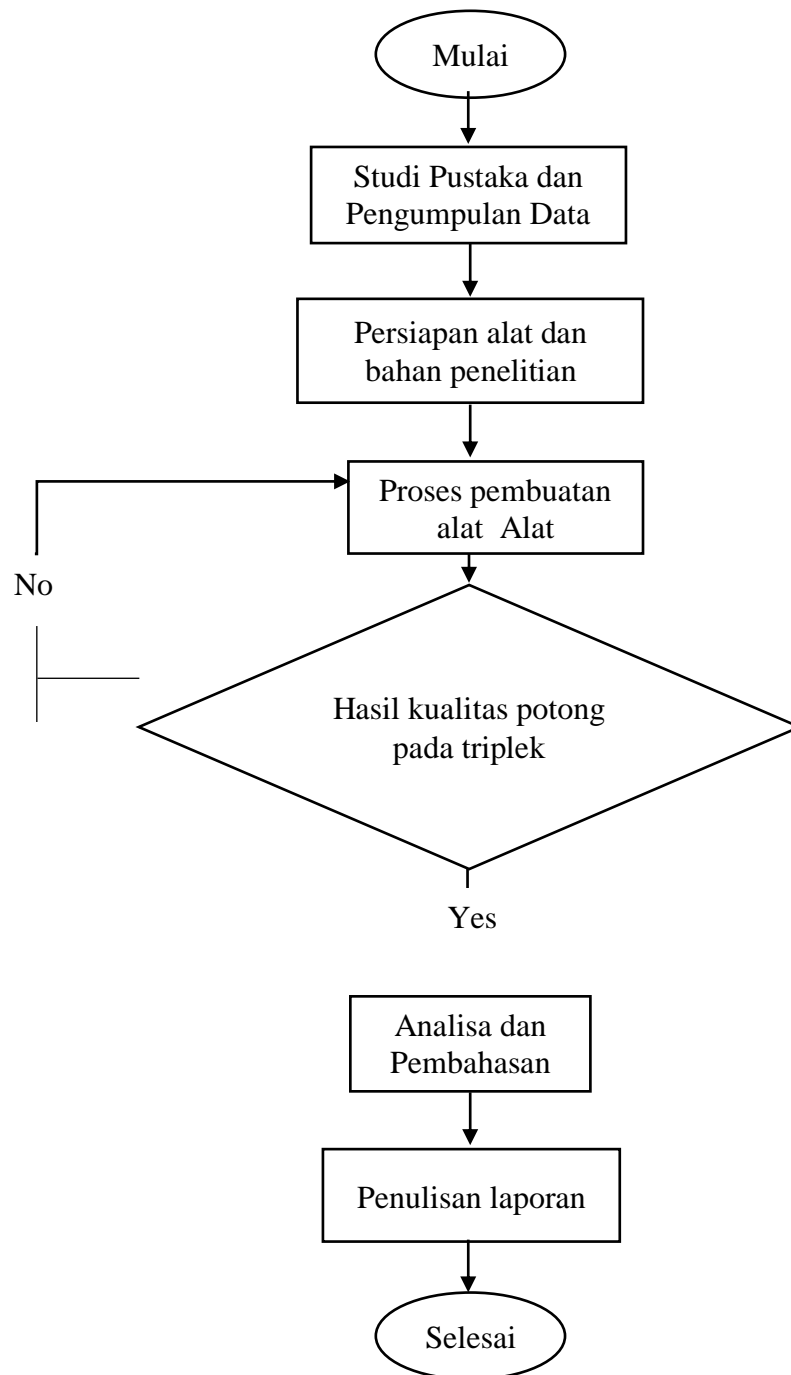 Mulai
Studi Pustaka dan
Pengumpulan Data
Persiapan alat dan
bahan penelitian
Proses pembuatan
alat  Alat
No
Hasil kualitas potong
pada triplek
Yes
Analisa dan
Pembahasan
Penulisan laporan
Selesai